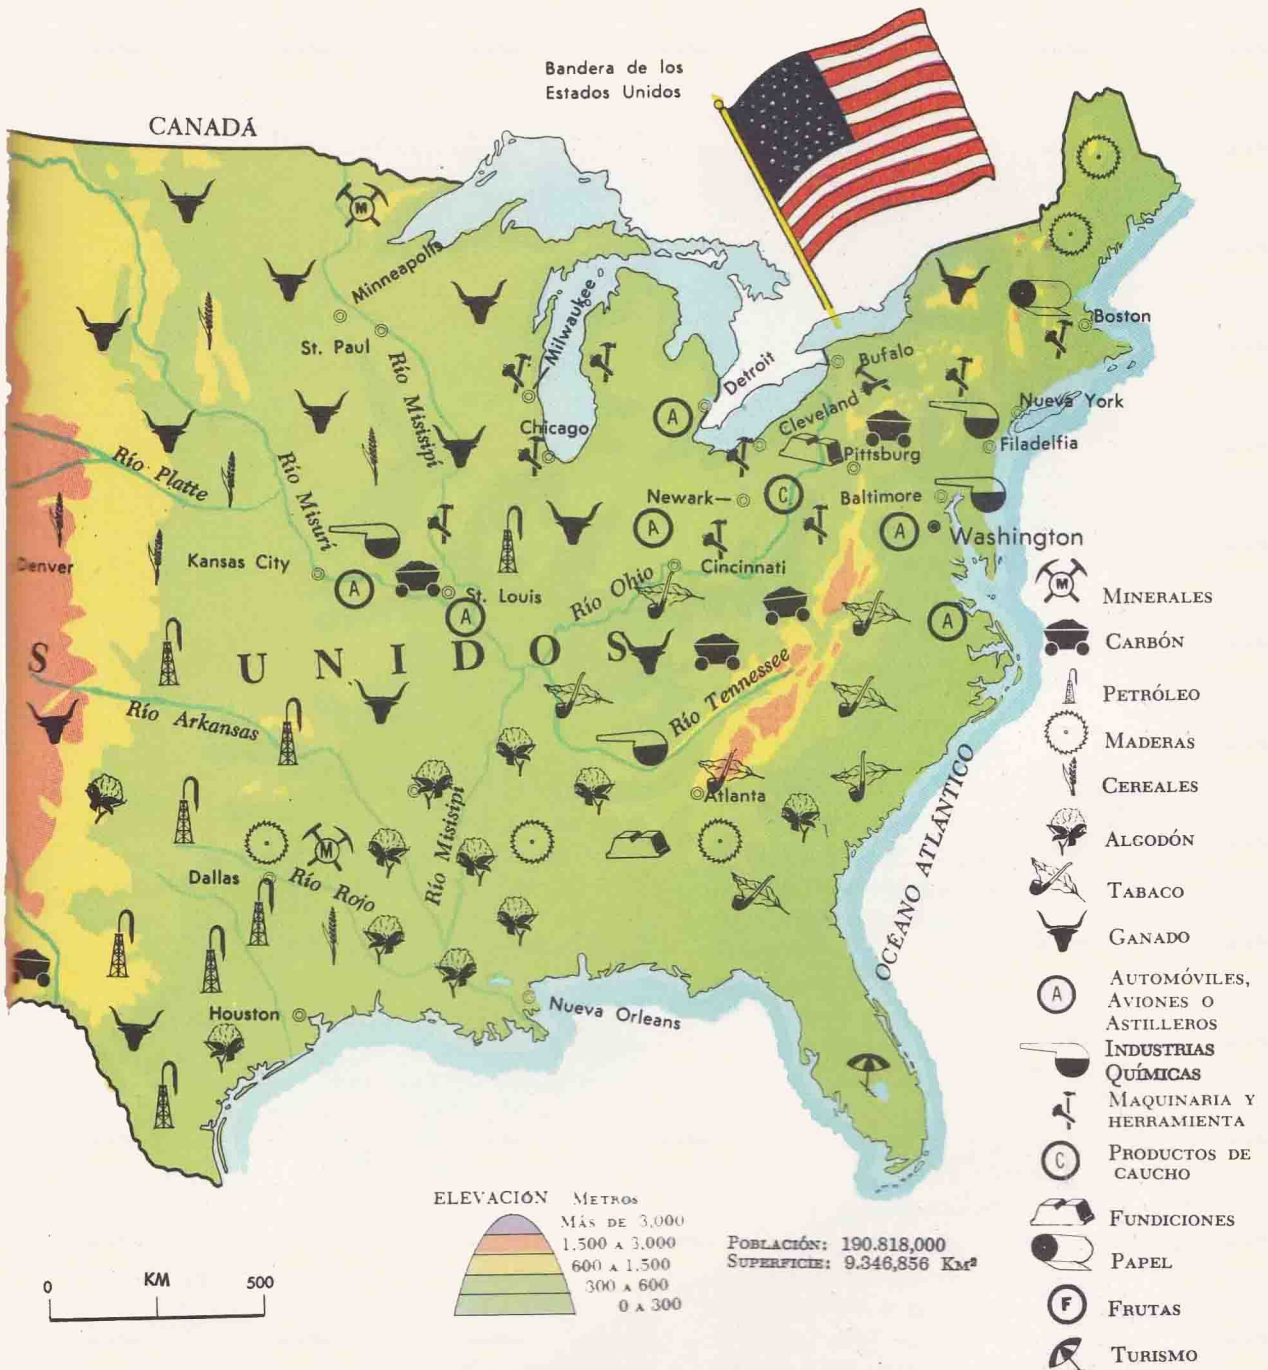 Bandera de los
Estados Unidos
CANADÁ
Minneapolis
St. Paul
Río Misisipí
Milwaukee
Chicago
Detroit
Bufalo
Cleveland
Boston
Nueva York
Filadelfia
Pittsburg
Río Platte
Río Misuri
Newark
Baltimore
Washington
Denver
Kansas City
St. Louis
Río Ohio
Cincinnati
S UNIDOS
Río Arkansas
Río Tennessee
Atlanta
Río Misisipí
Dallas
Río Rojo
Houston
Nueva Orleans
OCÉANO ATLÁNTICO
M
M
A
A
A
A
A
A
C
M
MINERALES
CARBÓN
PETRÓLEO
MADERAS
CEREALES
ALGODÓN
TABACO
GANADO
A
AUTOMÓVILES,
AVIONES O
ASTILLEROS
INDUSTRIAS
QUÍMICAS
MAQUINARIA Y
HERRAMIENTA
C
PRODUCTOS DE
CAUCHO
FUNDICIONES
PAPEL
F
FRUTAS
TURISMO
ELEVACIÓN METROS
MÁS DE 3,000
1.500 A 3,000
600 A 1.500
300 A 600
0 A 300
POBLACIÓN: 190.818,000
SUPERFICIE: 9.346,856 KM²
0 KM 500